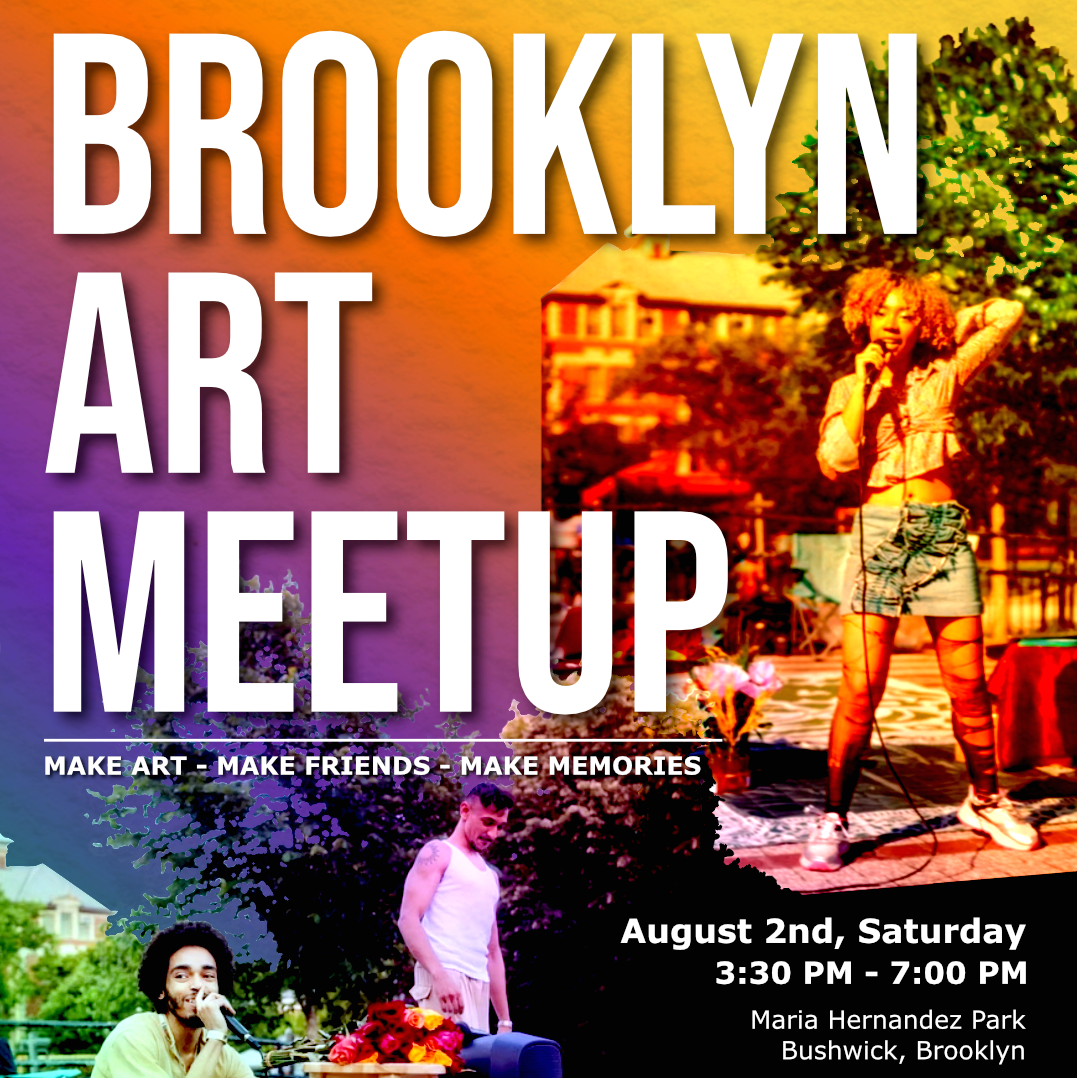 BROOKLYN
ART
MEETUP
MAKE ART - MAKE FRIENDS - MAKE MEMORIES
August 2nd, Saturday
3:30 PM - 7:00 PM
Maria Hernandez Park
Bushwick, Brooklyn